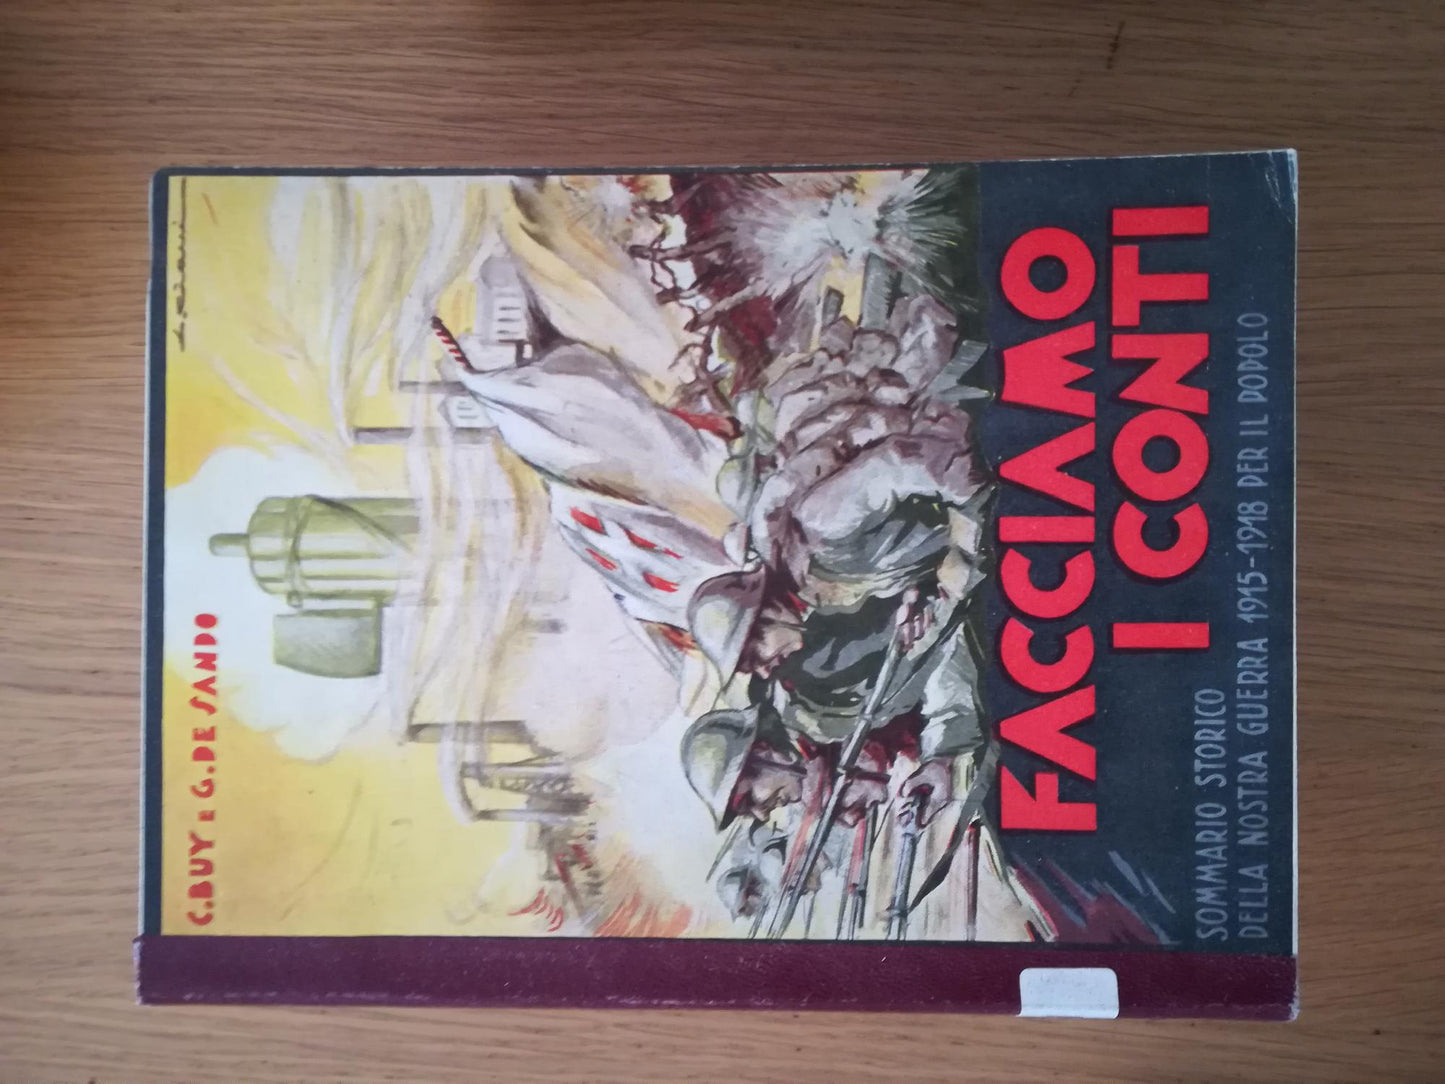 C. BUY E G. DE SANDO
FACCIAMO
I CONTI
SOMMARIO STORICO
DELLA NOSTRA GUERRA 1915-1918 PER IL POPOLO